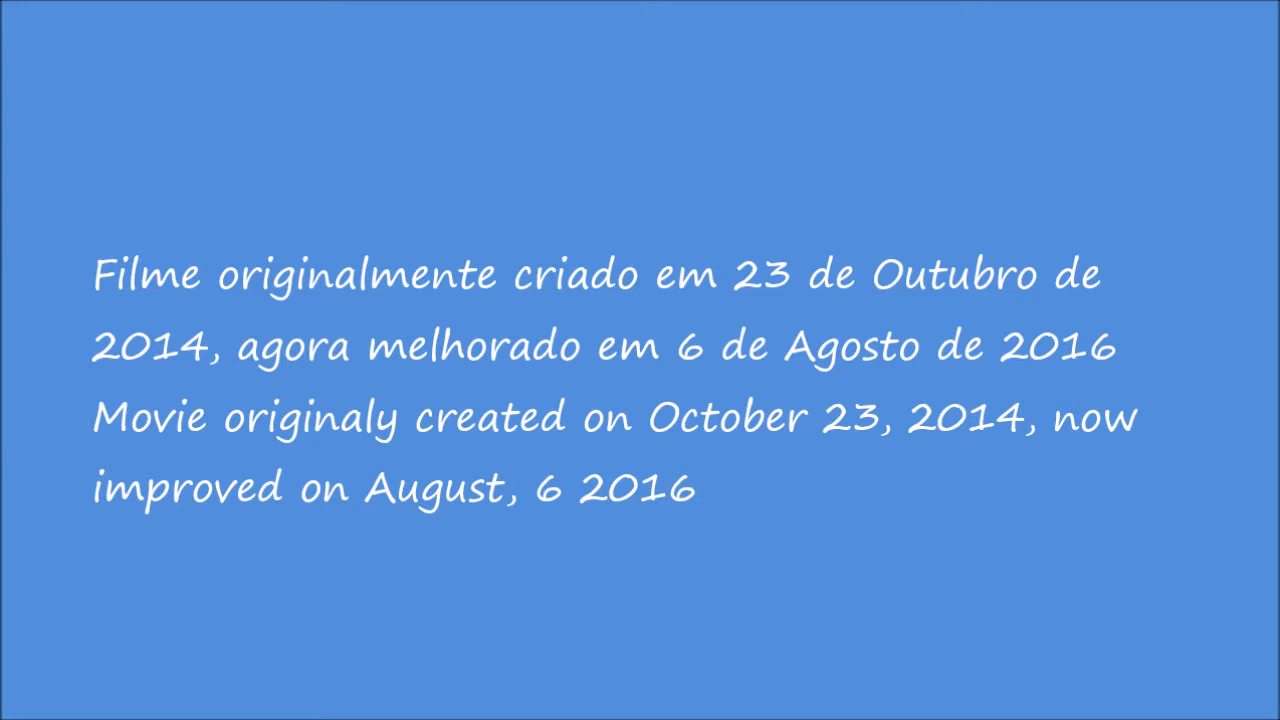 Filme originalmente criado em 23 de Outubro de
2014, agora melhorado em 6 de Agosto de 2016
Movie originaly created on October 23, 2014, now
improved on August, 6 2016